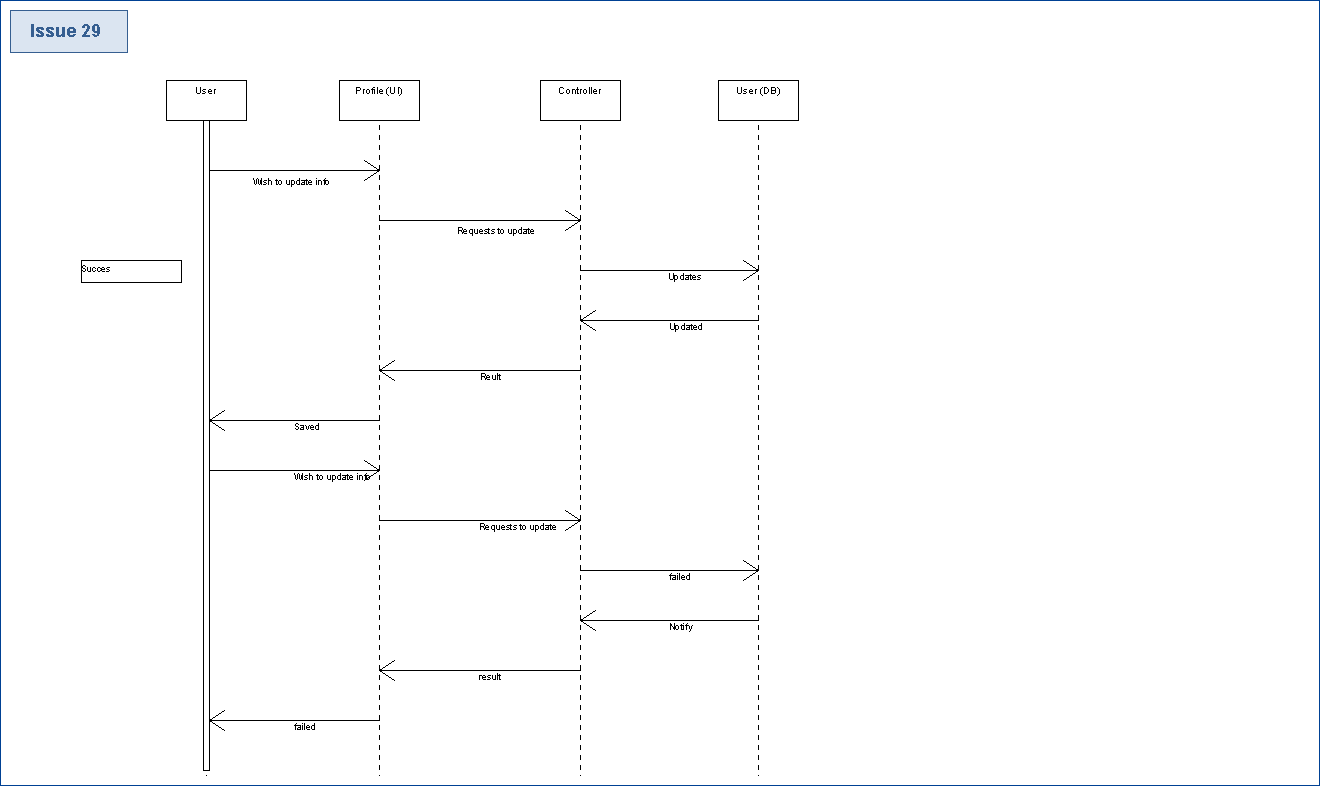 Issue 29
User
Profile (UI)
Controller
User (DB)
Wish to update info
Requests to update
Succes
Updates
Updated
Reult
Saved
Wish to update info
Requests to update
failed
Notify
result
failed